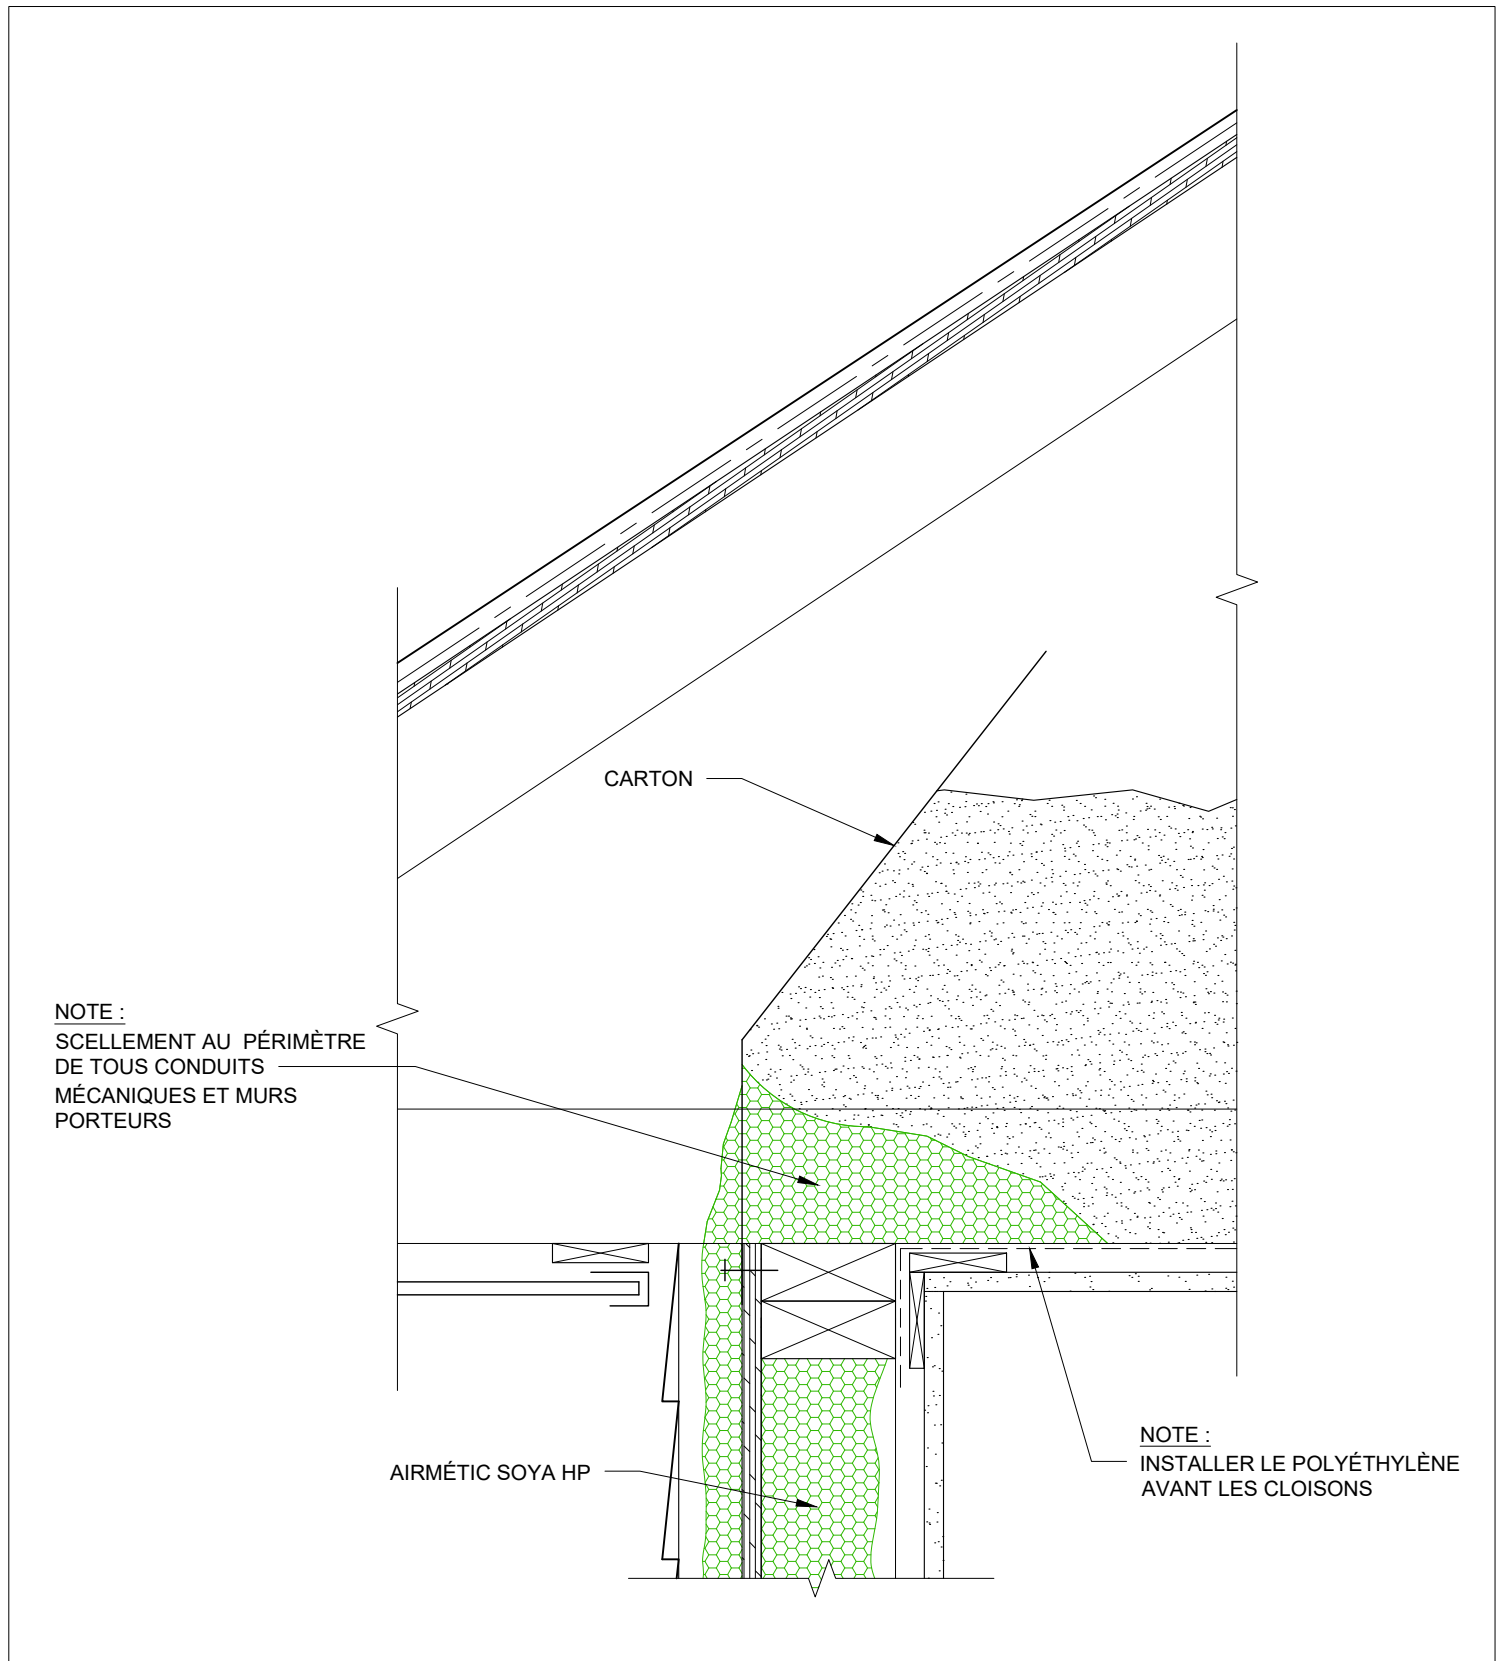 CARTON
NOTE :
SCELLEMENT AU PÉRIMÈTRE
DE TOUS CONDUITS
MÉCANIQUES ET MURS
PORTEURS
AIRMÉTIC SOYA HP
NOTE :
INSTALLER LE POLYÉTHYLÈNE
AVANT LES CLOISONS